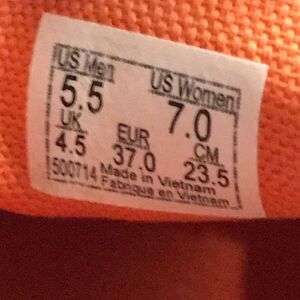 US Men US Women
5.5 7.0
UK EUR CM
4.5 37.0 23.5
500714 Made in Vietnam
Fabrique en Vietnam